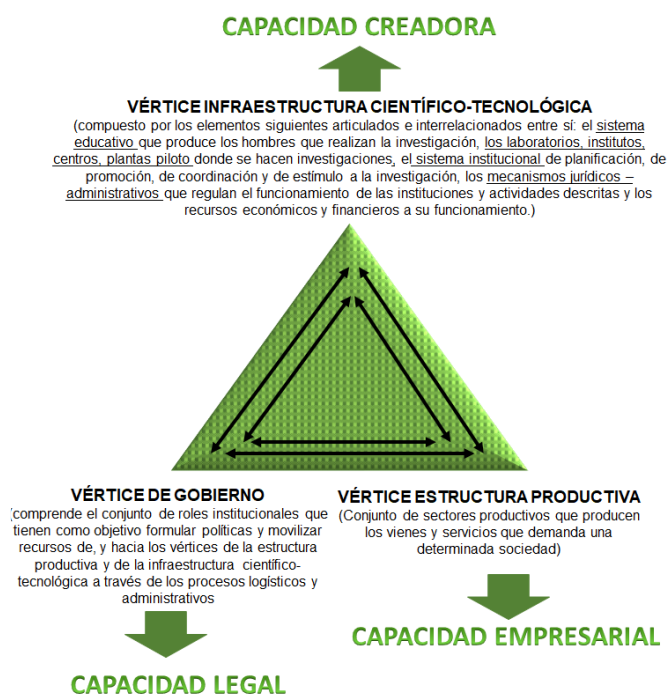 CAPACIDAD CREADORA
VÉRTICE INFRAESTRUCTURA CIENTÍFICO-TECNOLÓGICA
(compuesto por los elementos siguientes articulados e interrelacionados entre sí: el sistema
educativo que produce los hombres que realizan la investigación, los laboratorios, institutos,
centros, plantas piloto donde se hacen investigaciones, el sistema institucional de planificación, de
promoción, de coordinación y de estímulo a la investigación, los mecanismos jurídicos –
administrativos que regulan el funcionamiento de las instituciones y actividades descritas y los
recursos económicos y financieros a su funcionamiento.)
VÉRTICE DE GOBIERNO
(comprende el conjunto de roles institucionales que
tienen como objetivo formular políticas y movilizar
recursos de, y hacia los vértices de la estructura
productiva y de la infraestructura científico-
tecnológica a través de los procesos logísticos y
administrativos
CAPACIDAD LEGAL
VÉRTICE ESTRUCTURA PRODUCTIVA
(Conjunto de sectores productivos que producen
los vienes y servicios que demanda una
determinada sociedad)
CAPACIDAD EMPRESARIAL